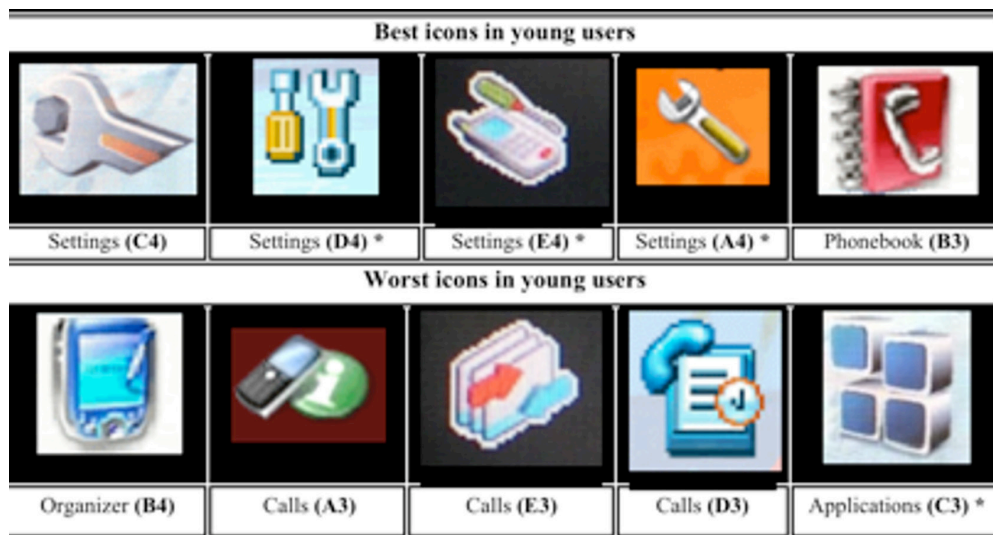 Best icons in young users
Settings (C4) Settings (D4) * Settings (E4) * Settings (A4) * Phonebook (B3)
Worst icons in young users
Organizer (B4) Calls (A3) Calls (E3) Calls (D3) Applications (C3) *